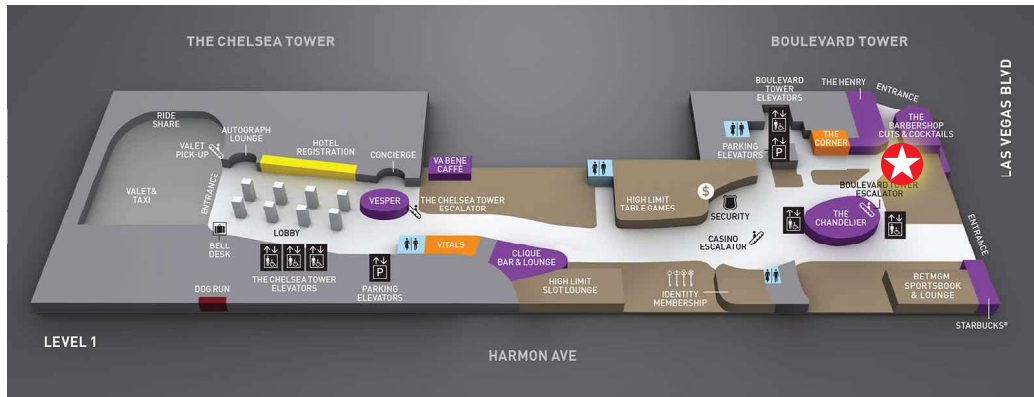 THE CHELSEA TOWER
BOULEVARD TOWER
LAS VEGAS BLVD
BOULEVARD
TOWER
ELEVATORS
THE HENRY
ENTRANCE
RIDE
SHARE
AUTOGRAPH
LOUNGE
VALET
PICK-UP
HOTEL
REGISTRATION
CONCIERGE
VA BENE
CAFFÈ
PARKING
ELEVATORS
P
THE
CORNER
THE
BARBERSHOP
CUTS & COCKTAILS
VALET &
TAXI
ENTRANCE
VESPER
THE CHELSEA TOWER
ESCALATOR
HIGH LIMIT
TABLE GAMES
$
SECURITY
BOULEVARD TOWER
ESCALATOR
THE
CHANDELIER
LOBBY
BELL
DESK
VITALS
CASINO
ESCALATOR
ENTRANCE
CLIQUE
BAR & LOUNGE
THE CHELSEA TOWER
ELEVATORS
P
PARKING
ELEVATORS
HIGH LIMIT
SLOT LOUNGE
IDENTITY
MEMBERSHIP
BETMGM
SPORTSBOOK
& LOUNGE
DOG RUN
STARBUCKS®
LEVEL 1
HARMON AVE